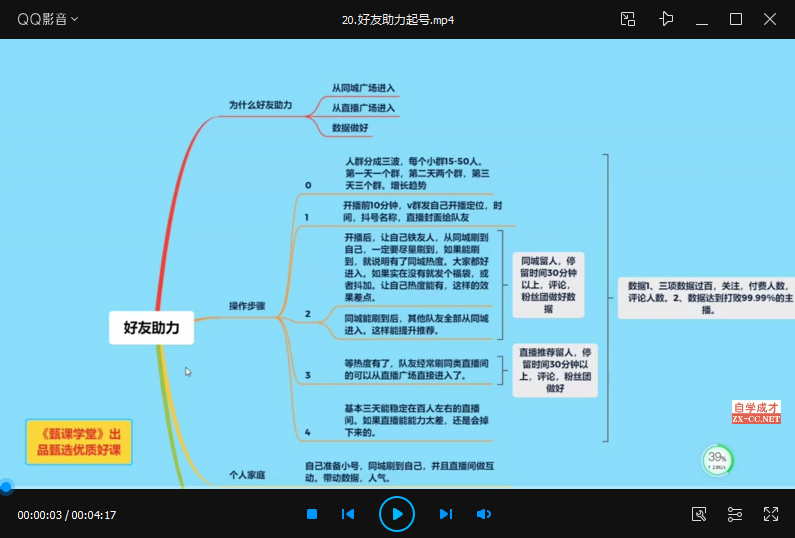 QQ影音
20.好友助力起号.mp4
为什么好友助力
从同城广场进入
从直播广场进入
数据做好
好友助力
操作步骤
0
人群分成三波，每个小群15-50人。
第一天一个群，第二天两个群，第三
天三个群。增长趋势
1
开播前10分钟，v群发自己开播定位，时
间，抖号名称，直播封面给队友
2
开播后，让自己铁友人，从同城刷到
自己，一定要尽量刷到，如果能刷
到，就说明有了同城热度。大家都好
进入。如果实在没有就发个福袋，或
者抖加。让自己热度能有，这样的效
果差点。
同城能刷到后，其他队友全部从同城
进入。这样能提升推荐。
同城留人，停
留时间30分钟
以上，评论，
粉丝团做好数
据
3
等热度有了，队友经常刷同类直播间
的可以从直播广场直接进入了。
直播推荐留人，停
留时间30分钟以
上，评论，粉丝团
做好
4
基本三天能稳定在百人左右的直播
间。如果直播能能力太差，还是会掉
下来的。
数据1、三项数据过百，关注，付费人数，
评论人数。2、数据达到打败99.99%的主
播。
个人家庭
自己准备小号，同城刷到自己，并且直播间做互
动。带动数据，人气。
《甄课学堂》出
品甄选优质好课
自学成才
ZX-CC.NET
39%
00:00:03 / 00:04:17